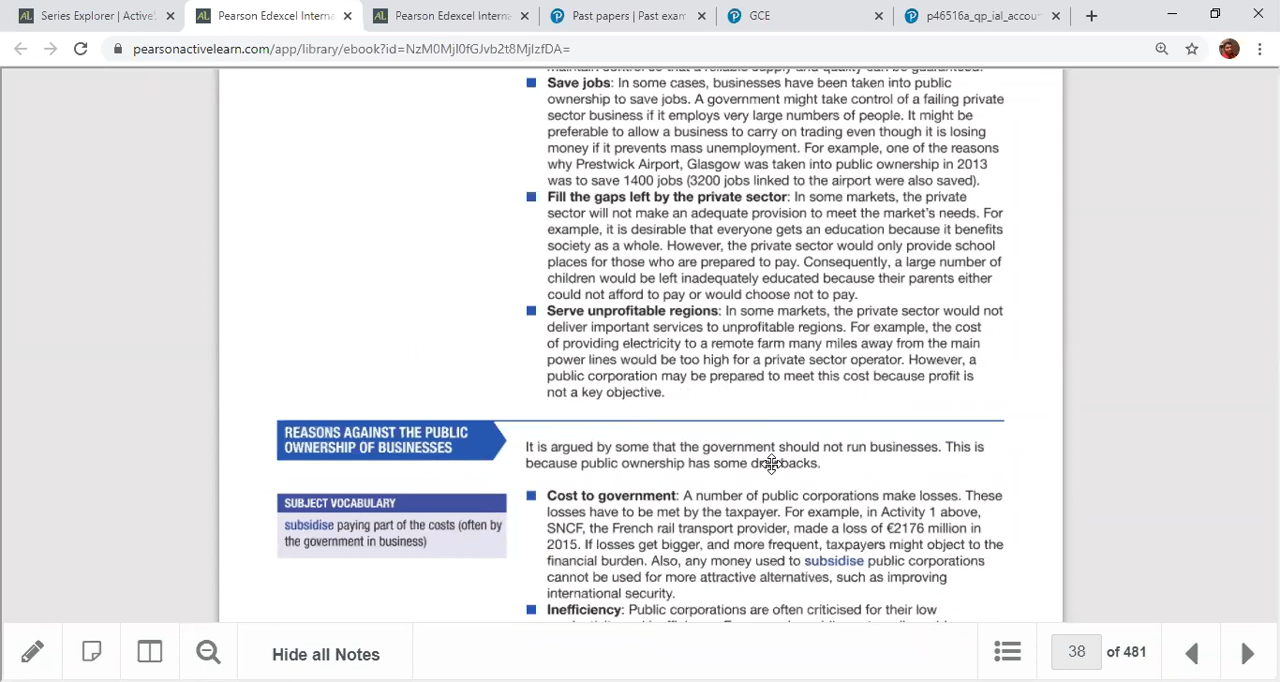 Series Explorer | Active
Pearson Edexcel Interna
Pearson Edexcel Interna
Past papers | Past exam
GCE
p46516a_qp_ial_accou
pearsonactivelearn.com/app/library/ebook?id=
Save jobs: In some cases, businesses have been taken into public
ownership to save jobs. A government might take control of a failing private
sector business if it employs very large numbers of people. It might be
preferable to allow a business to carry on trading even though it is losing
money if it prevents mass unemployment. For example, one of the reasons
why Prestwick Airport, Glasgow was taken into public ownership in 2013
was to save 1400 jobs (3200 jobs linked to the airport were also saved).
Fill the gaps left by the private sector: In some markets, the private
sector will not make an adequate provision to meet the market's needs. For
example, it is desirable that everyone gets an education because it benefits
society as a whole. However, the private sector would only provide school
places for those who are prepared to pay. Consequently, a large number of
children would be left inadequately educated because their parents either
could not afford to pay or would choose not to pay.
Serve unprofitable regions: In some markets, the private sector would not
deliver important services to unprofitable regions. For example, the cost
of providing electricity to a remote farm many miles away from the main
power lines would be too high for a private sector operator. However, a
public corporation may be prepared to meet this cost because profit is
not a key objective.
REASONS AGAINST THE PUBLIC
OWNERSHIP OF BUSINESSES
It is argued by some that the government should not run businesses. This is
because public ownership has some drawbacks.
SUBJECT VOCABULARY
subsidise paying part of the costs (often by
the government in business)
Cost to government: A number of public corporations make losses. These
losses have to be met by the taxpayer. For example, in Activity 1 above,
SNCF, the French rail transport provider, made a loss of €2176 million in
2015. If losses get bigger, and more frequent, taxpayers might object to the
financial burden. Also, any money used to subsidise public corporations
cannot be used for more attractive alternatives, such as improving
international security.
Inefficiency: Public corporations are often criticised for their low
Hide all Notes
38 of 481